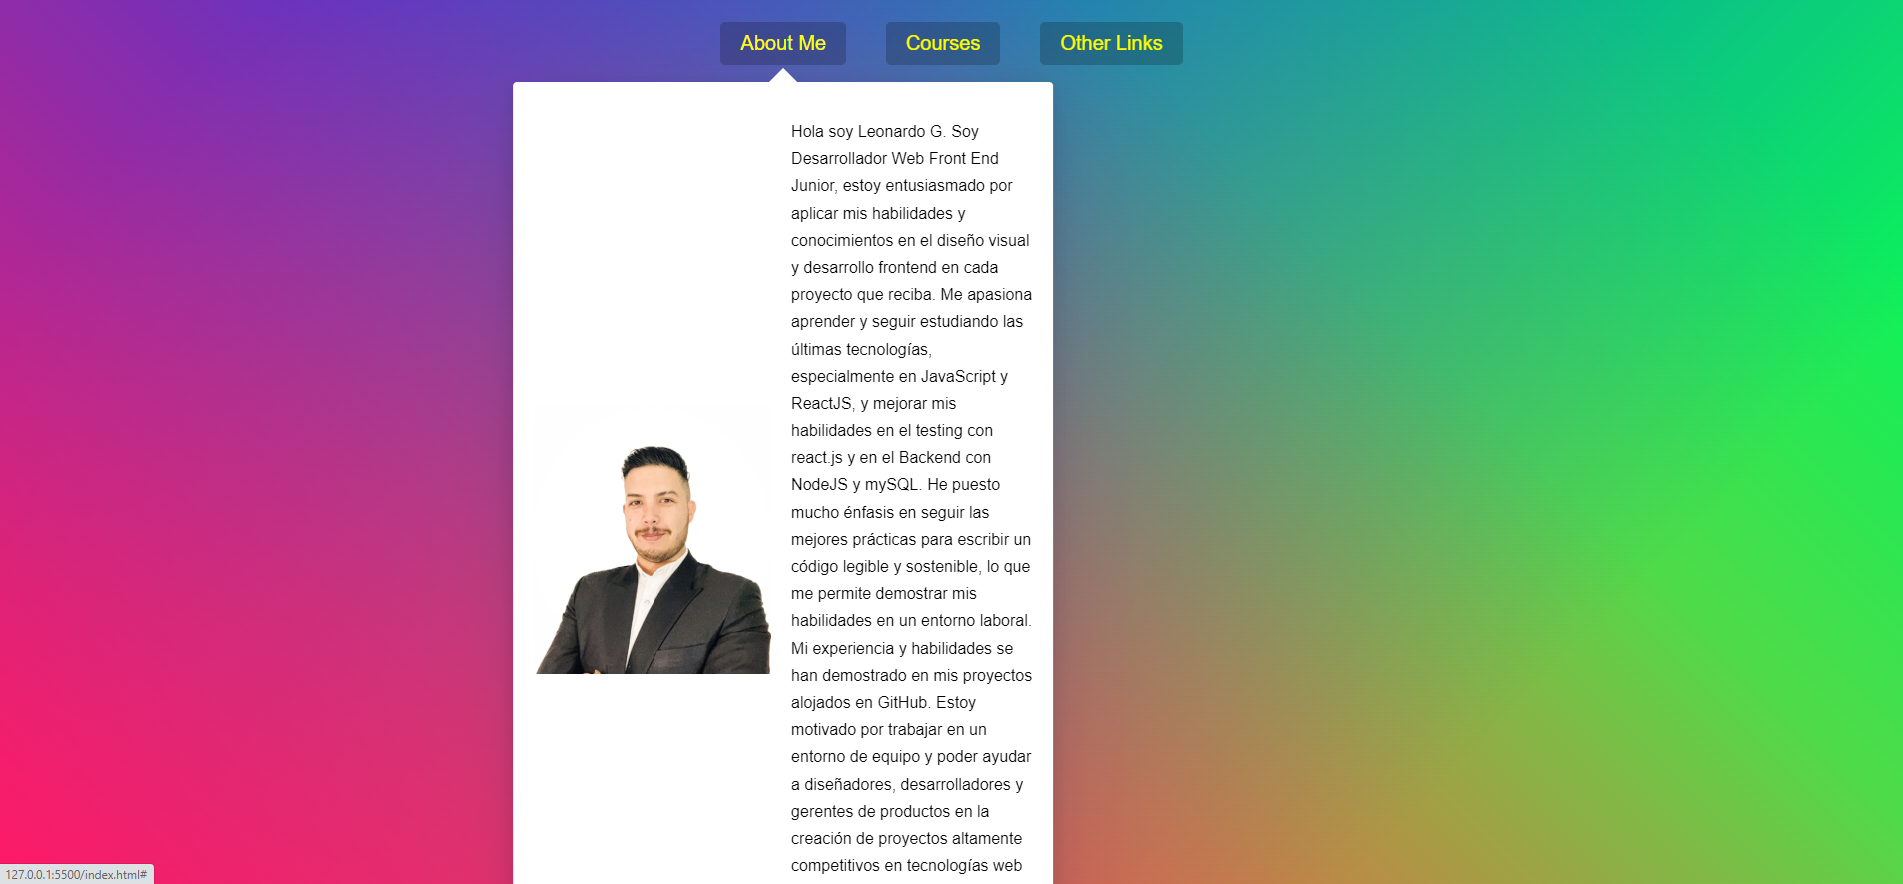 About Me
Courses
Other Links
Hola soy Leonardo G. Soy
Desarrollador Web Front End
Junior, estoy entusiasmado por
aplicar mis habilidades y
conocimientos en el diseño visual
y desarrollo frontend en cada
proyecto que reciba. Me apasiona
aprender y seguir estudiando las
últimas tecnologías,
especialmente en JavaScript y
ReactJS, y mejorar mis
habilidades en el testing con
react.js y en el Backend con
NodeJS y mySQL. He puesto
mucho énfasis en seguir las
mejores prácticas para escribir un
código legible y sostenible, lo que
me permite demostrar mis
habilidades en un entorno laboral.
Mi experiencia y habilidades se
han demostrado en mis proyectos
alojados en GitHub. Estoy
motivado por trabajar en un
entorno de equipo y poder ayudar
a diseñadores, desarrolladores y
gerentes de productos en la
creación de proyectos altamente
competitivos en tecnologías web
127.0.0.1:5500/index.html#